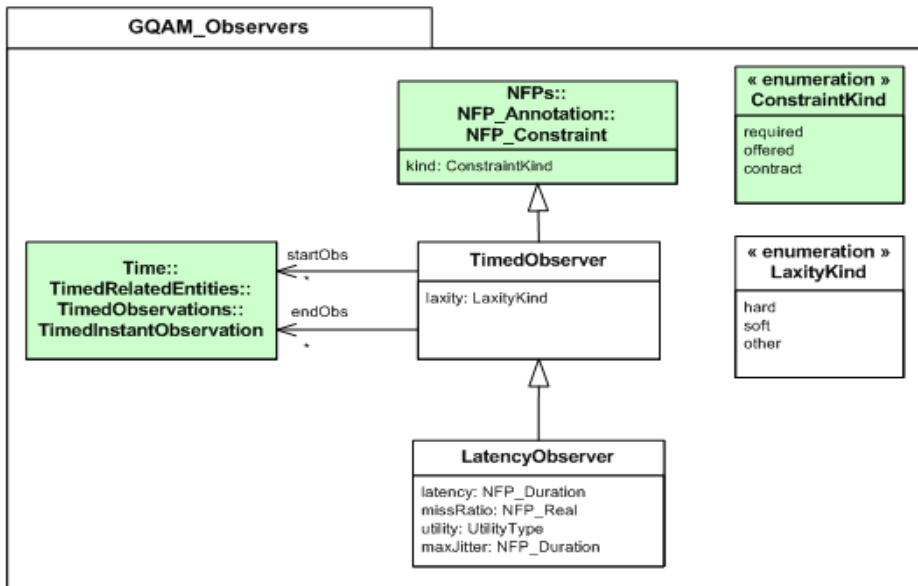 GQAM_Observers
NFPs::
NFP_Annotation::
NFP_Constraint
kind: ConstraintKind
« enumeration »
ConstraintKind
required
offered
contract
Time::
TimedRelatedEntities::
TimedObservations::
TimedInstantObservation
startObs
*
endObs
*
TimedObserver
laxity: LaxityKind
« enumeration »
LaxityKind
hard
soft
other
LatencyObserver
latency: NFP_Duration
missRatio: NFP_Real
utility: UtilityType
maxJitter: NFP_Duration